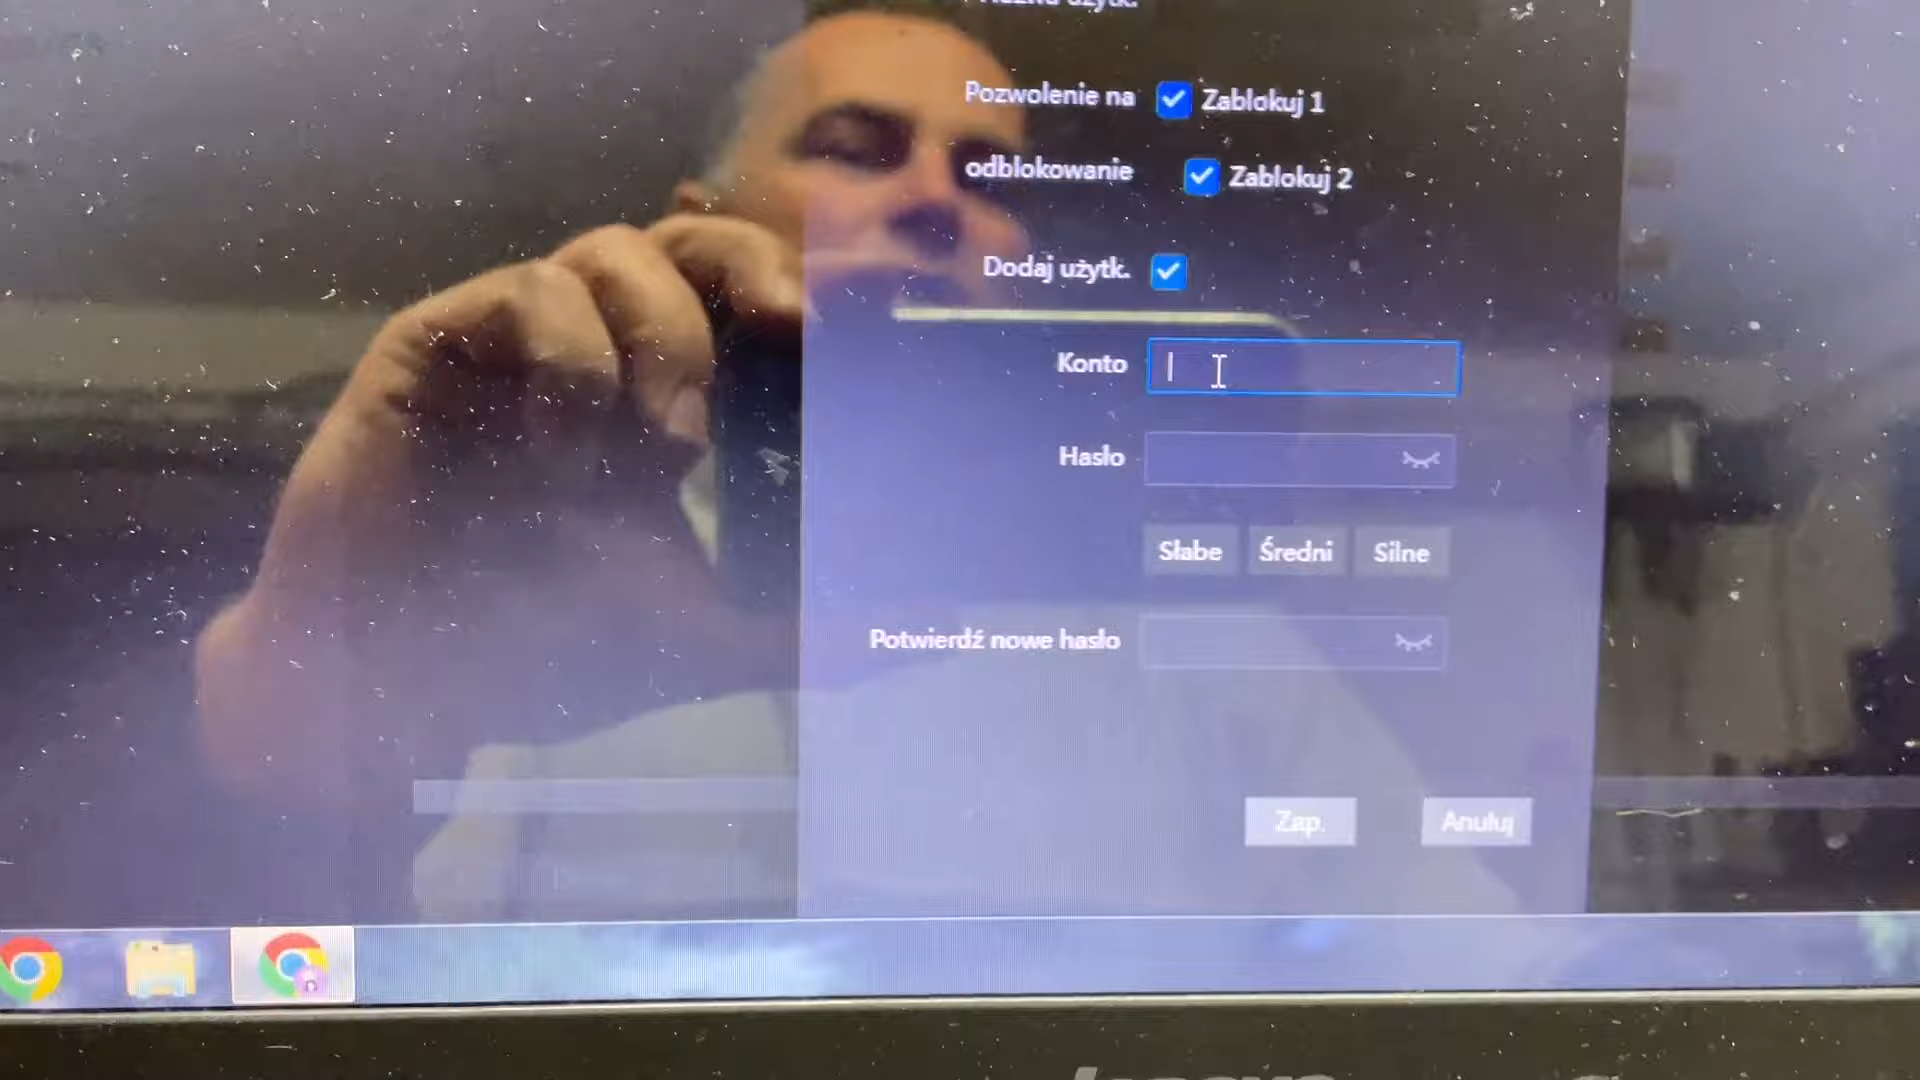 użytk.
Pozwolenie na
Zablokuj 1
odblokowanie
Zablokuj 2
Dodaj użytk.
Konto
Hasło
Słabe Średni Silne
Potwierdź nowe hasło
Zap. Anuluj